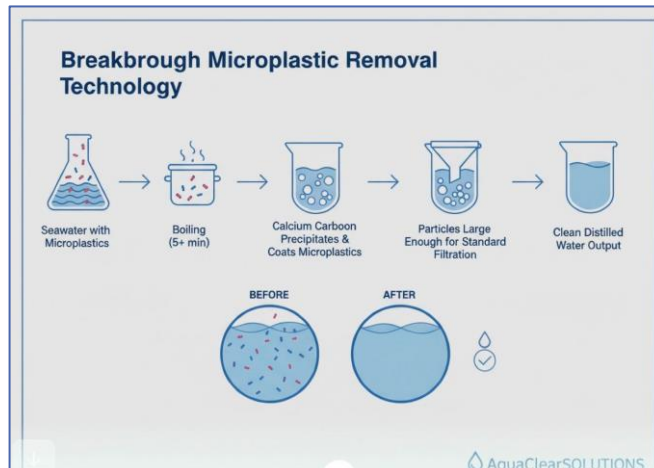 Breakbrough Microplastic Removal
Technology
Seawater with
Microplastics
Boiling
(5+ min)
Calcium Carboon
Precipitates &
Coats Microplastics
Particles Large
Enough for Standard
Filtration
Clean Distilled
Water Output
BEFORE
AFTER
AquaClearSOLUTIONS